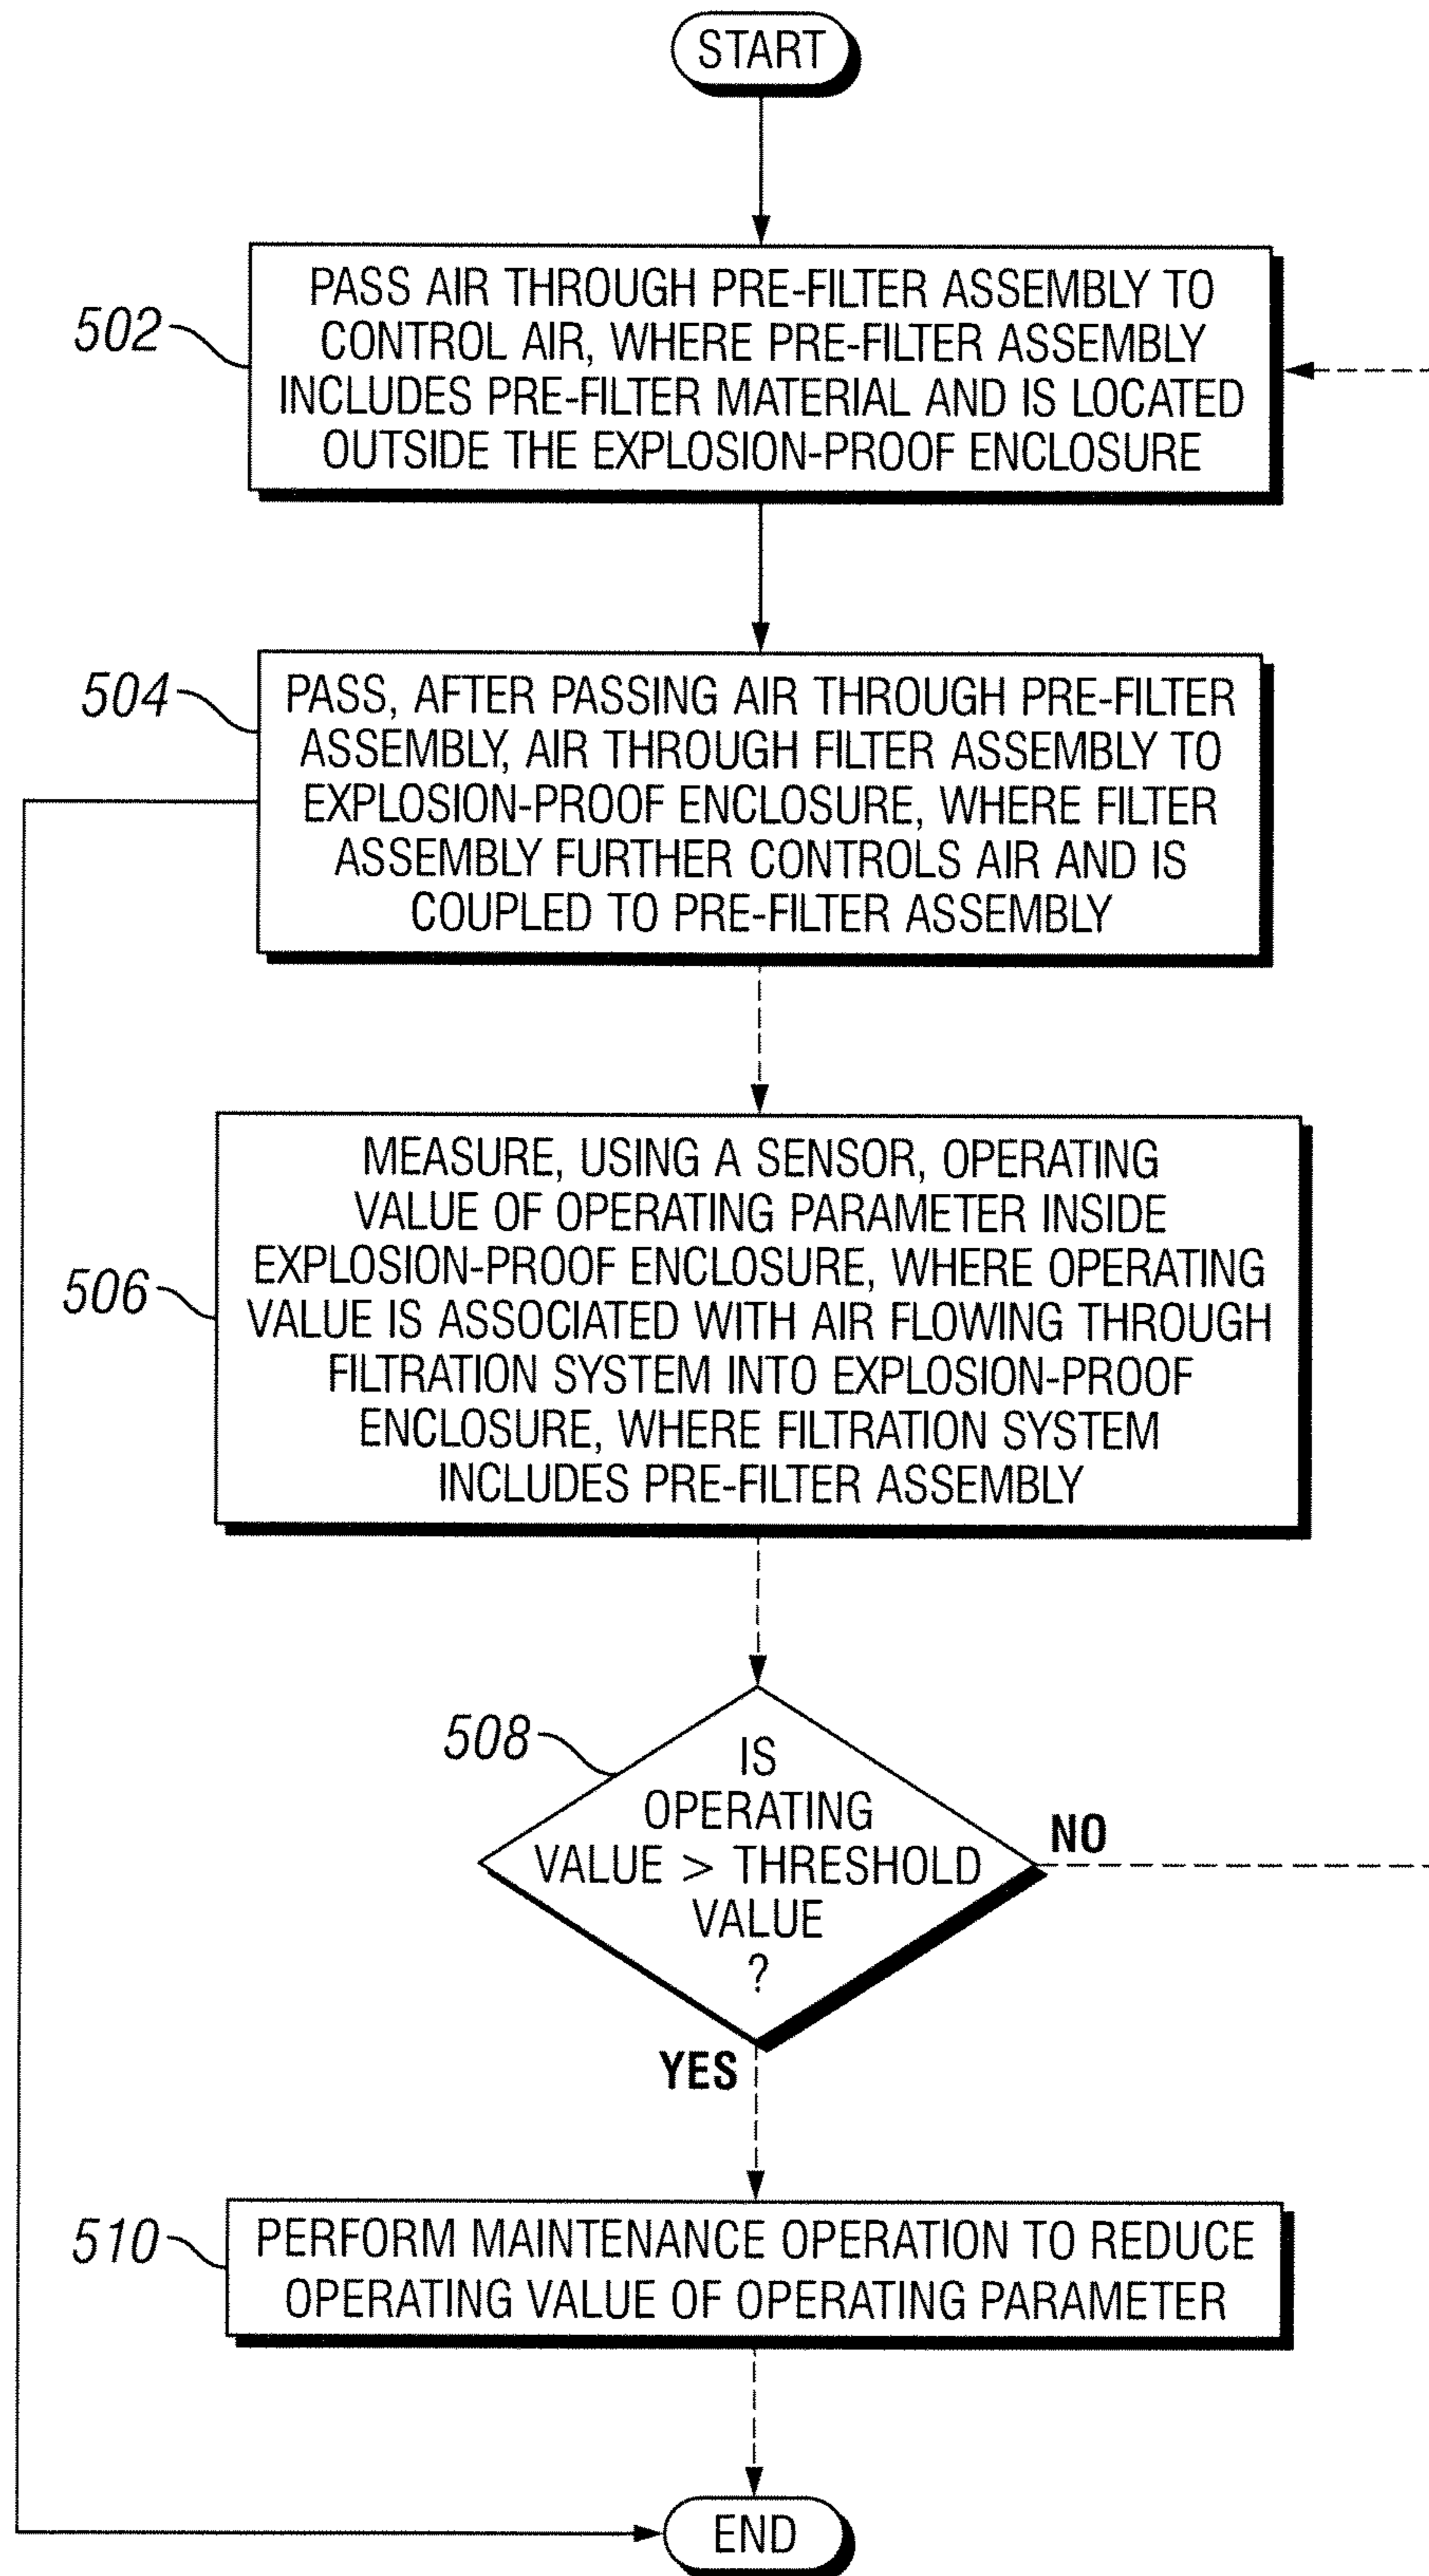 START
502
PASS AIR THROUGH PRE-FILTER ASSEMBLY TO
CONTROL AIR, WHERE PRE-FILTER ASSEMBLY
INCLUDES PRE-FILTER MATERIAL AND IS LOCATED
OUTSIDE THE EXPLOSION-PROOF ENCLOSURE
504
PASS, AFTER PASSING AIR THROUGH PRE-FILTER
ASSEMBLY, AIR THROUGH FILTER ASSEMBLY TO
EXPLOSION-PROOF ENCLOSURE, WHERE FILTER
ASSEMBLY FURTHER CONTROLS AIR AND IS
COUPLED TO PRE-FILTER ASSEMBLY
506
MEASURE, USING A SENSOR, OPERATING
VALUE OF OPERATING PARAMETER INSIDE
EXPLOSION-PROOF ENCLOSURE, WHERE OPERATING
VALUE IS ASSOCIATED WITH AIR FLOWING THROUGH
FILTRATION SYSTEM INTO EXPLOSION-PROOF
ENCLOSURE, WHERE FILTRATION SYSTEM
INCLUDES PRE-FILTER ASSEMBLY
508
IS
OPERATING
VALUE > THRESHOLD
VALUE
?
NO
YES
510
PERFORM MAINTENANCE OPERATION TO REDUCE
OPERATING VALUE OF OPERATING PARAMETER
END